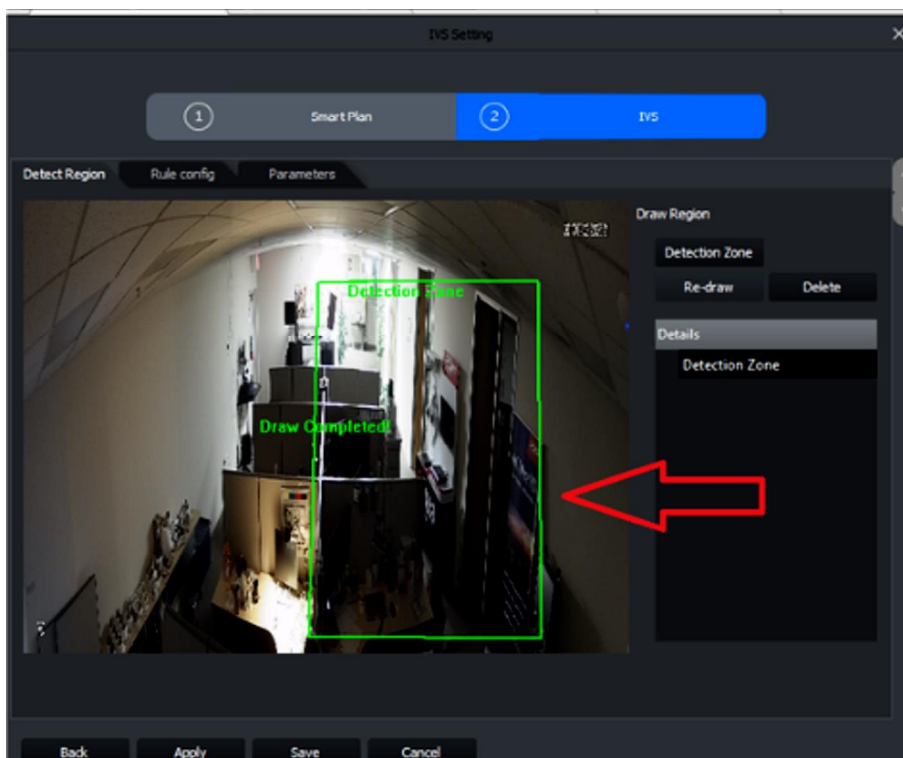 IVS Setting
1 Smart Plan 2 IVS
Detect Region Rule config Parameters
Draw Region
Detection Zone
Re-draw Delete
Details
Detection Zone
Detection Zone
Draw Completed!
Back Apply Save Cancel